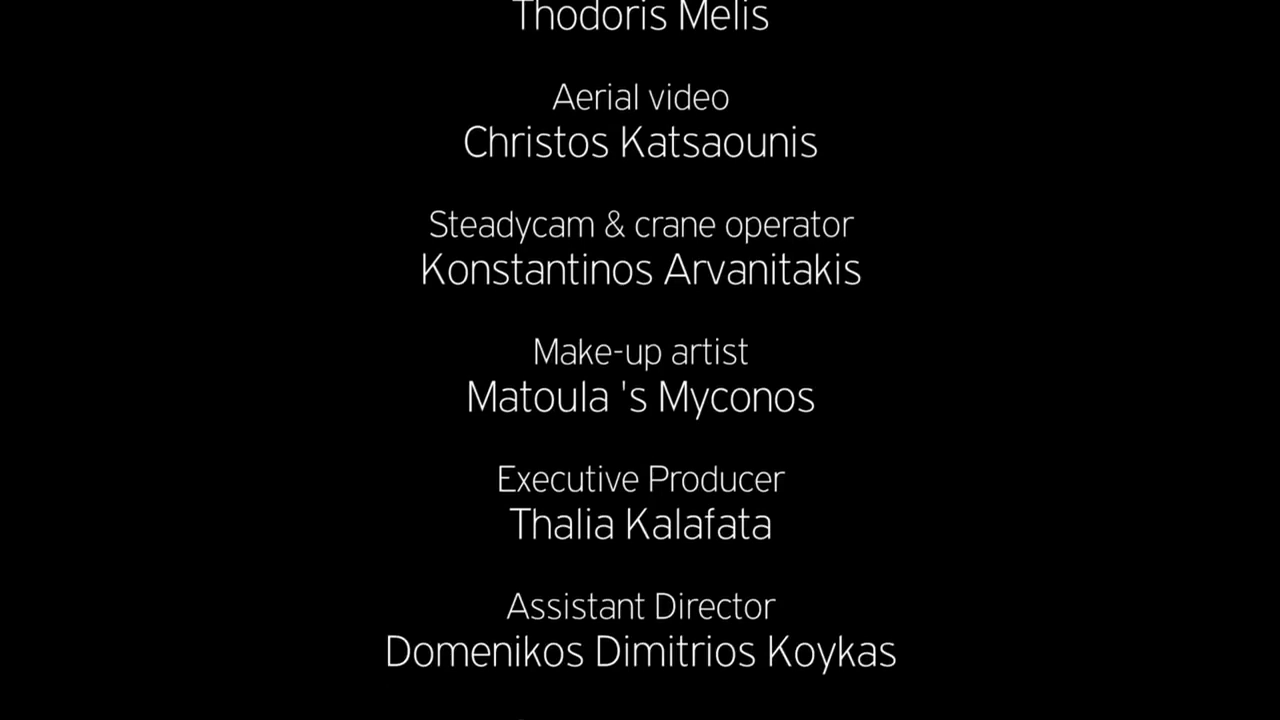 Thodoris Melis
Aerial video
Christos Katsaounis
Steadycam & crane operator
Konstantinos Arvanitakis
Make-up artist
Matoula 's Myconos
Executive Producer
Thalia Kalafata
Assistant Director
Domenikos Dimitrios Koykas